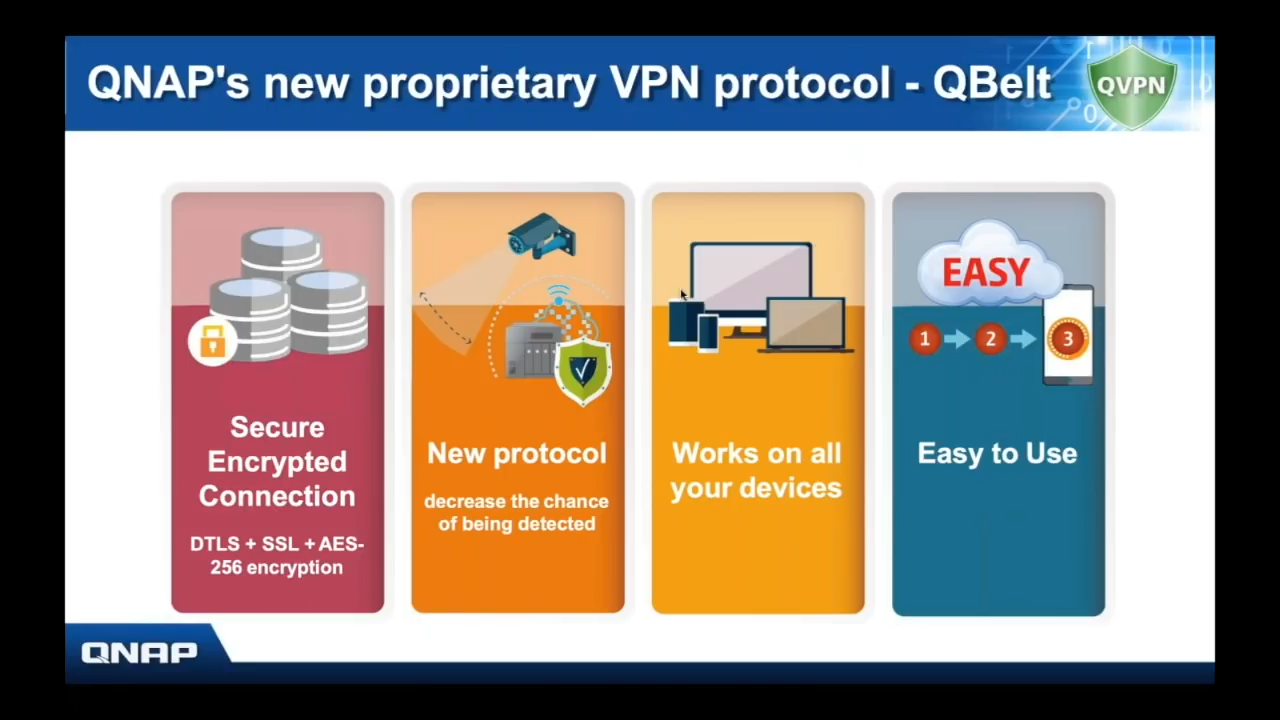 QNAP's new proprietary VPN protocol - QBelt
QVPN
Secure
Encrypted
Connection
DTLS + SSL + AES-
256 encryption
New protocol
decrease the chance
of being detected
Works on all
your devices
EASY
1
2
3
Easy to Use
QNAP